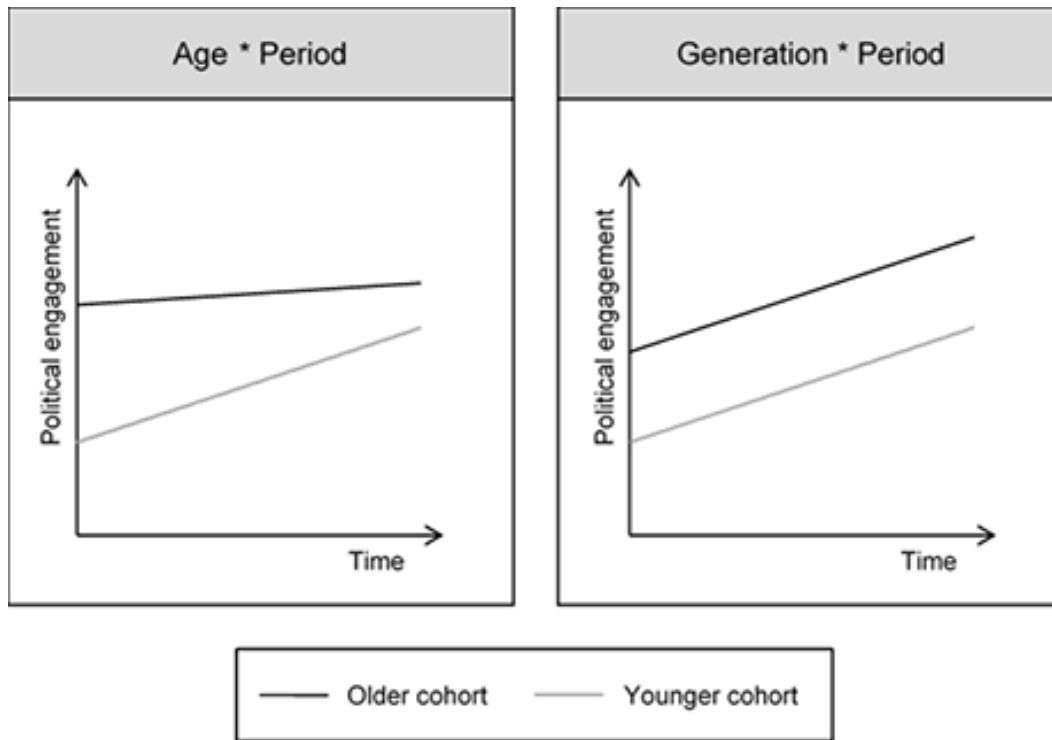 Age * Period
Generation * Period
Political engagement
Time
Political engagement
Time
Older cohort
Younger cohort